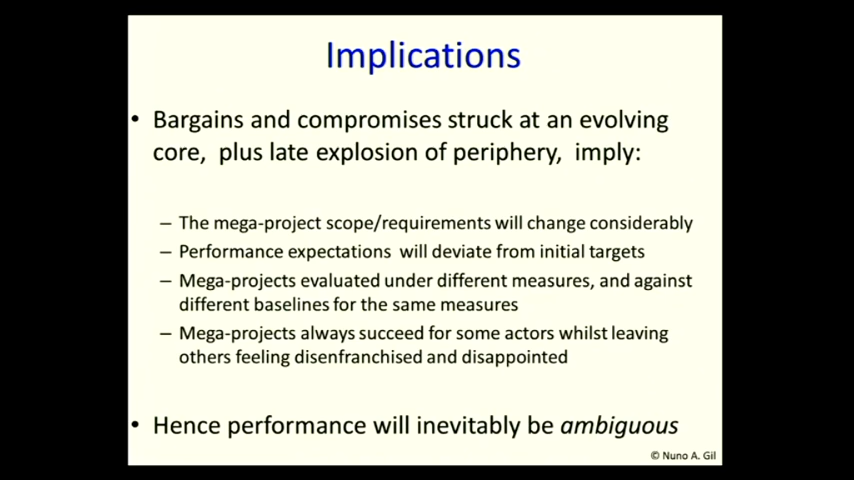 Implications
• Bargains and compromises struck at an evolving
core, plus late explosion of periphery, imply:
– The mega-project scope/requirements will change considerably
– Performance expectations will deviate from initial targets
– Mega-projects evaluated under different measures, and against
different baselines for the same measures
– Mega-projects always succeed for some actors whilst leaving
others feeling disenfranchised and disappointed
• Hence performance will inevitably be ambiguous
© Nuno A. Gil